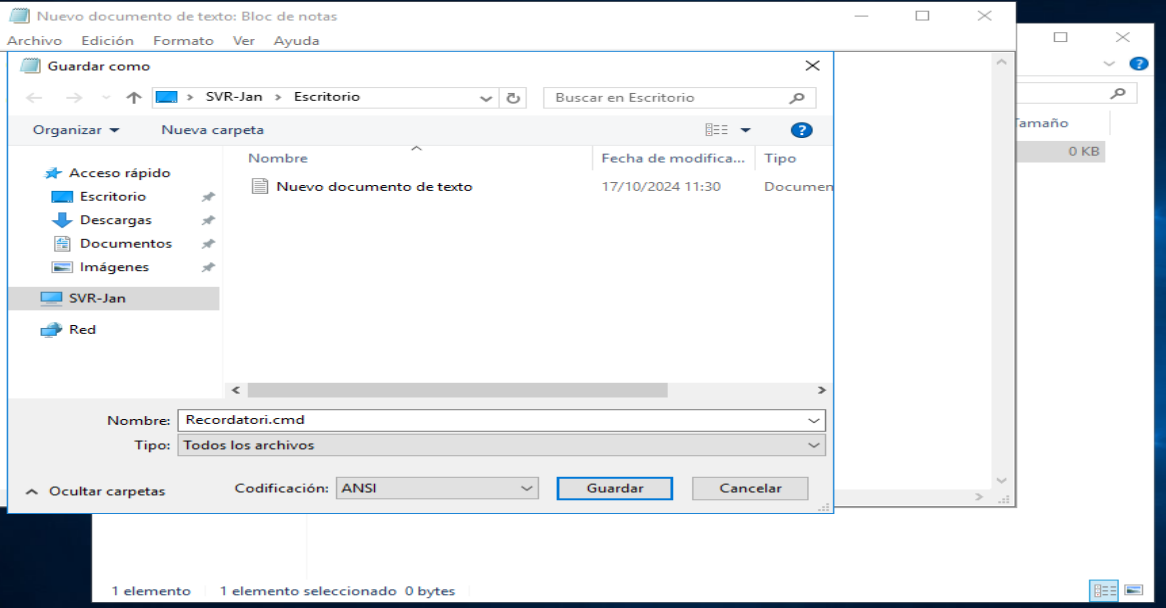 Nuevo documento de texto: Bloc de notas
Archivo Edición Formato Ver Ayuda
Guardar como
SVR-Jan > Escritorio
Buscar en Escritorio
Organizar
Nueva carpeta
Nombre
Fecha de modifica...
Tipo
Tamaño
0 KB
Acceso rápido
Escritorio
Descargas
Documentos
Imágenes
SVR-Jan
Red
Nuevo documento de texto
17/10/2024 11:30
Documen
Nombre: Recordatori.cmd
Tipo: Todos los archivos
Ocultar carpetas
Codificación: ANSI
Guardar
Cancelar
1 elemento
1 elemento seleccionado 0 bytes